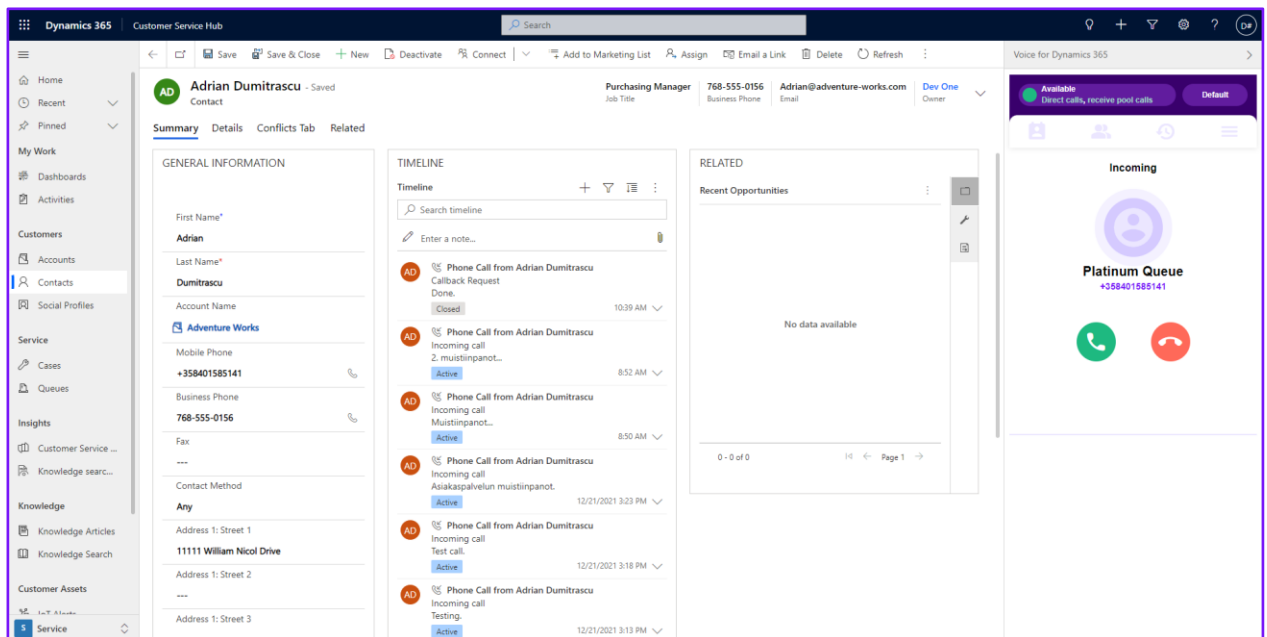 Dynamics 365 Customer Service Hub
Search
D#
Save Save & Close New Deactivate Connect Add to Marketing List Assign Email a Link Delete Refresh
Home
Recent
Pinned
My Work
Dashboards
Activities
Customers
Accounts
Contacts
Social Profiles
Service
Cases
Queues
Insights
Customer Service ...
Knowledge searc...
Knowledge
Knowledge Articles
Knowledge Search
Customer Assets
IoT Alerts
S Service
AD
Adrian Dumitrascu - Saved
Contact
Purchasing Manager
Job Title
768-555-0156
Business Phone
Adrian@adventure-works.com
Email
Dev One
Owner
Summary Details Conflicts Tab Related
GENERAL INFORMATION
First Name*
Adrian
Last Name*
Dumitrascu
Account Name
Adventure Works
Mobile Phone
+358401585141
Business Phone
768-555-0156
Fax
---
Contact Method
Any
Address 1: Street 1
11111 William Nicol Drive
Address 1: Street 2
---
Address 1: Street 3
TIMELINE
Timeline
Search timeline
Enter a note...
AD
Phone Call from Adrian Dumitrascu
Callback Request
Done.
Closed 10:39 AM
AD
Phone Call from Adrian Dumitrascu
Incoming call
2. muistiinpanot...
Active 8:52 AM
AD
Phone Call from Adrian Dumitrascu
Incoming call
Muistiinpanot...
Active 8:50 AM
AD
Phone Call from Adrian Dumitrascu
Incoming call
Asiakaspalvelun muistiinpanot.
Active 12/21/2021 3:23 PM
AD
Phone Call from Adrian Dumitrascu
Incoming call
Test call.
Active 12/21/2021 3:18 PM
AD
Phone Call from Adrian Dumitrascu
Incoming call
Testing.
Active 12/21/2021 3:13 PM
RELATED
Recent Opportunities
No data available
0 - 0 of 0 Page 1
Voice for Dynamics 365
Available
Direct calls, receive pool calls
Default
Incoming
Platinum Queue
+358401585141